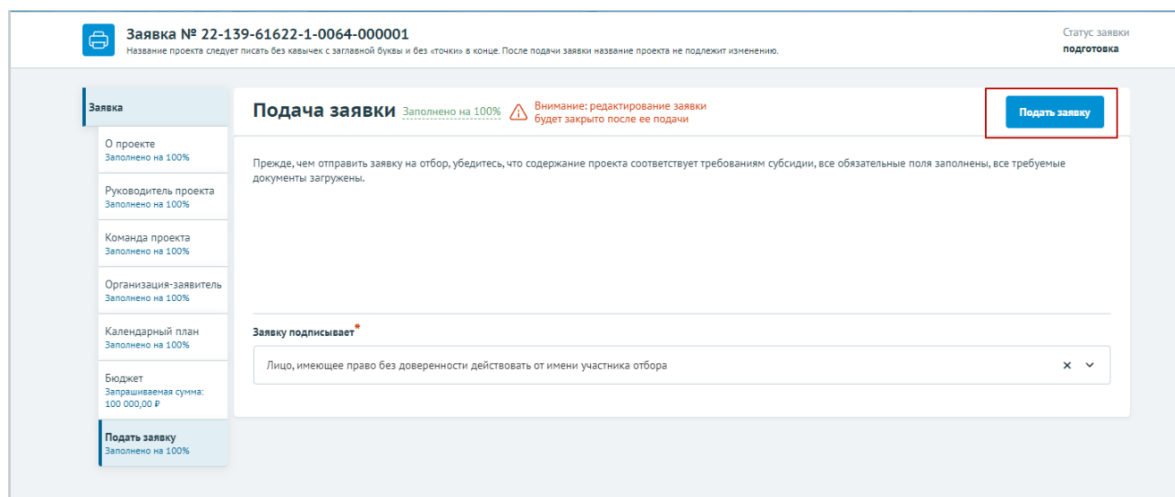 Заявка № 22-139-61622-1-0064-000001
Название проекта следует писать без кавычек с заглавной буквы и без «точки» в конце. После подачи заявки название проекта не подлежит изменению.
Статус заявки
подготовка
Заявка
О проекте
Заполнено на 100%
Руководитель проекта
Заполнено на 100%
Команда проекта
Заполнено на 100%
Организация-заявитель
Заполнено на 100%
Календарный план
Заполнено на 100%
Бюджет
Запрашиваемая сумма:
100 000,00 ₽
Подать заявку
Заполнено на 100%
Подача заявки Заполнено на 100%
Внимание: редактирование заявки
будет закрыто после ее подачи
Подать заявку
Прежде, чем отправить заявку на отбор, убедитесь, что содержание проекта соответствует требованиям субсидии, все обязательные поля заполнены, все требуемые
документы загружены.
Заявку подписывает*
Лицо, имеющее право без доверенности действовать от имени участника отбора